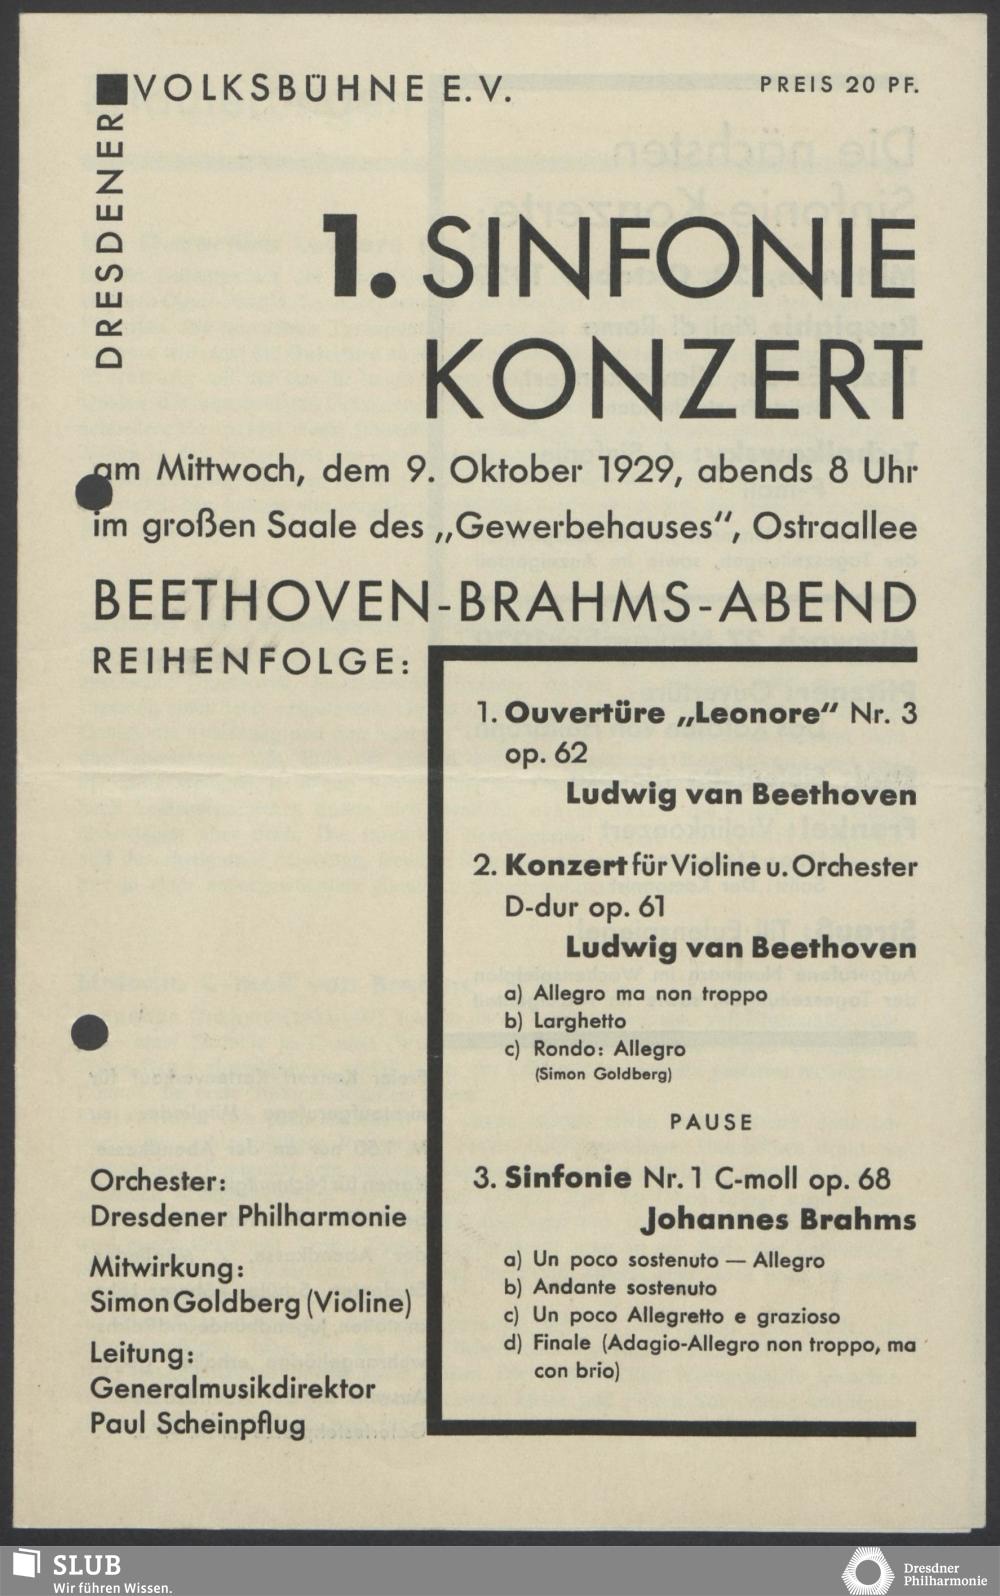 DRESDENER
VOLKSBÜHNE E.V.
PREIS 20 PF.
1. SINFONIE
KONZERT
am Mittwoch, dem 9. Oktober 1929, abends 8 Uhr
im großen Saale des „Gewerbehauses“, Ostraallee
BEETHOVEN-BRAHMS-ABEND
REIHENFOLGE:
1. Ouvertüre „Leonore“ Nr. 3
op. 62
Ludwig van Beethoven
2. Konzert für Violine u. Orchester
D-dur op. 61
Ludwig van Beethoven
a) Allegro ma non troppo
b) Larghetto
c) Rondo: Allegro
(Simon Goldberg)
PAUSE
3. Sinfonie Nr. 1 C-moll op. 68
Johannes Brahms
a) Un poco sostenuto — Allegro
b) Andante sostenuto
c) Un poco Allegretto e grazioso
d) Finale (Adagio-Allegro non troppo, ma
con brio)
Orchester:
Dresdener Philharmonie
Mitwirkung:
Simon Goldberg (Violine)
Leitung:
Generalmusikdirektor
Paul Scheinpflug
SLUB
Wir führen Wissen.
Dresdner
Philharmonie